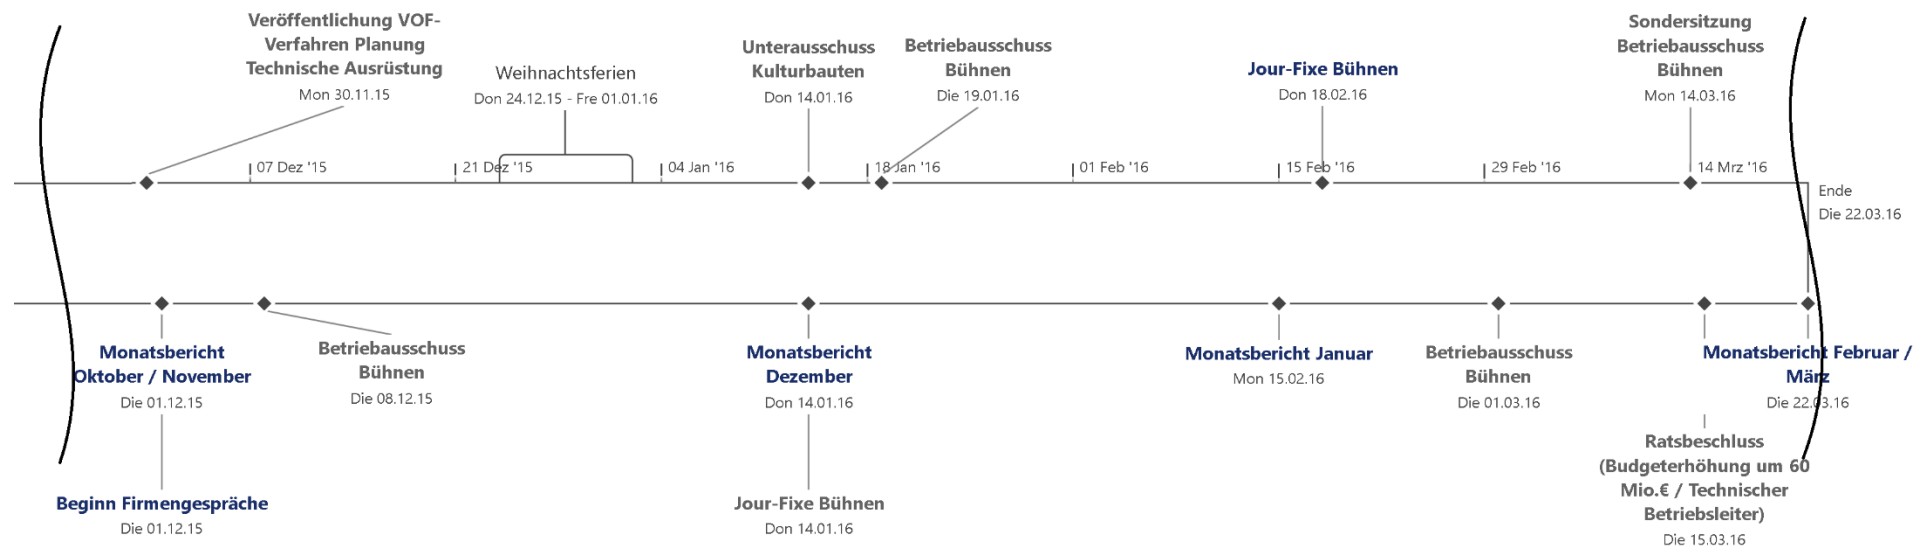 Veröffentlichung VOF-
Verfahren Planung
Technische Ausrüstung
Mon 30.11.15
Weihnachtsferien
Don 24.12.15 - Fre 01.01.16
Unterausschuss
Kulturbauten
Don 14.01.16
Betriebausschuss
Bühnen
Die 19.01.16
Jour-Fixe Bühnen
Don 18.02.16
Sondersitzung
Betriebausschuss
Bühnen
Mon 14.03.16
07 Dez '15
21 Dez '15
04 Jan '16
18 Jan '16
01 Feb '16
15 Feb '16
29 Feb '16
14 Mrz '16
Ende
Die 22.03.16
Monatsbericht
Oktober / November
Die 01.12.15
Betriebausschuss
Bühnen
Die 08.12.15
Monatsbericht
Dezember
Don 14.01.16
Monatsbericht Januar
Mon 15.02.16
Betriebausschuss
Bühnen
Die 01.03.16
Monatsbericht Februar /
März
Die 22.03.16
Beginn Firmengespräche
Die 01.12.15
Jour-Fixe Bühnen
Don 14.01.16
Ratsbeschluss
(Budgeterhöhung um 60
Mio.€ / Technischer
Betriebsleiter)
Die 15.03.16